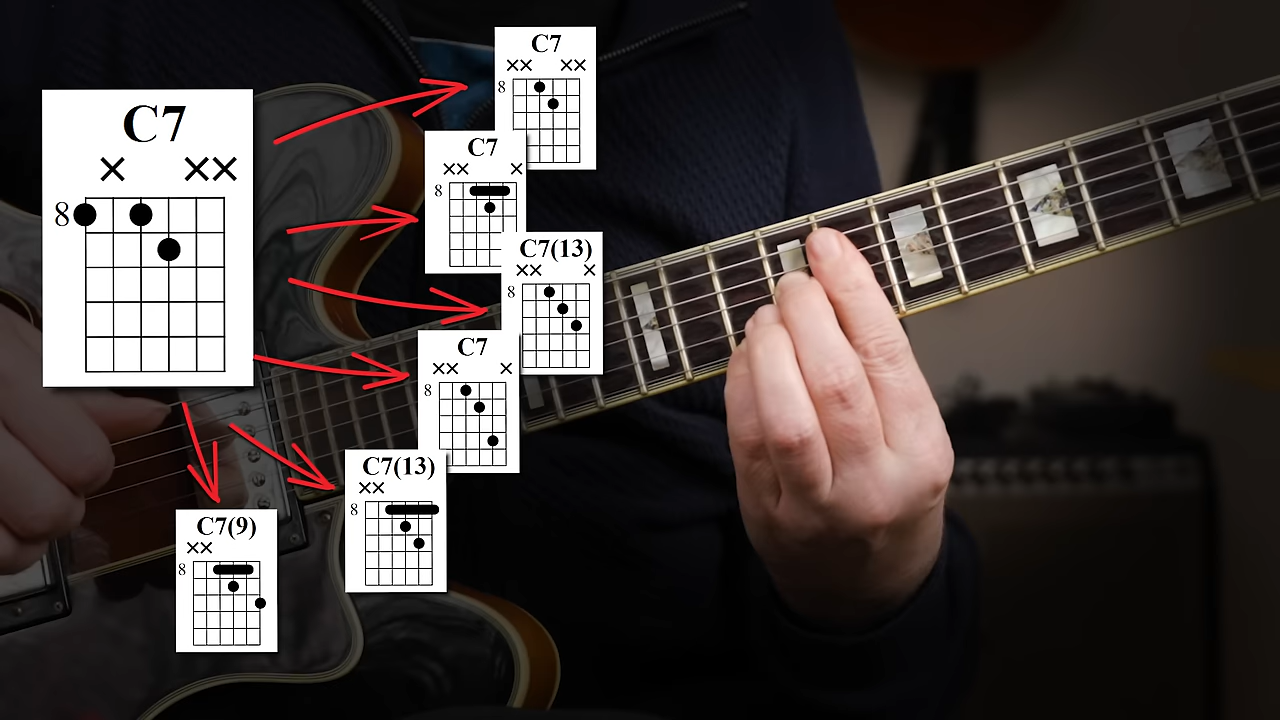 C7
× ××
8
C7
×× ××
8
C7
×× ×
8
C7(13)
×× ×
8
C7
×× ×
8
C7(13)
××
8
C7(9)
××
8